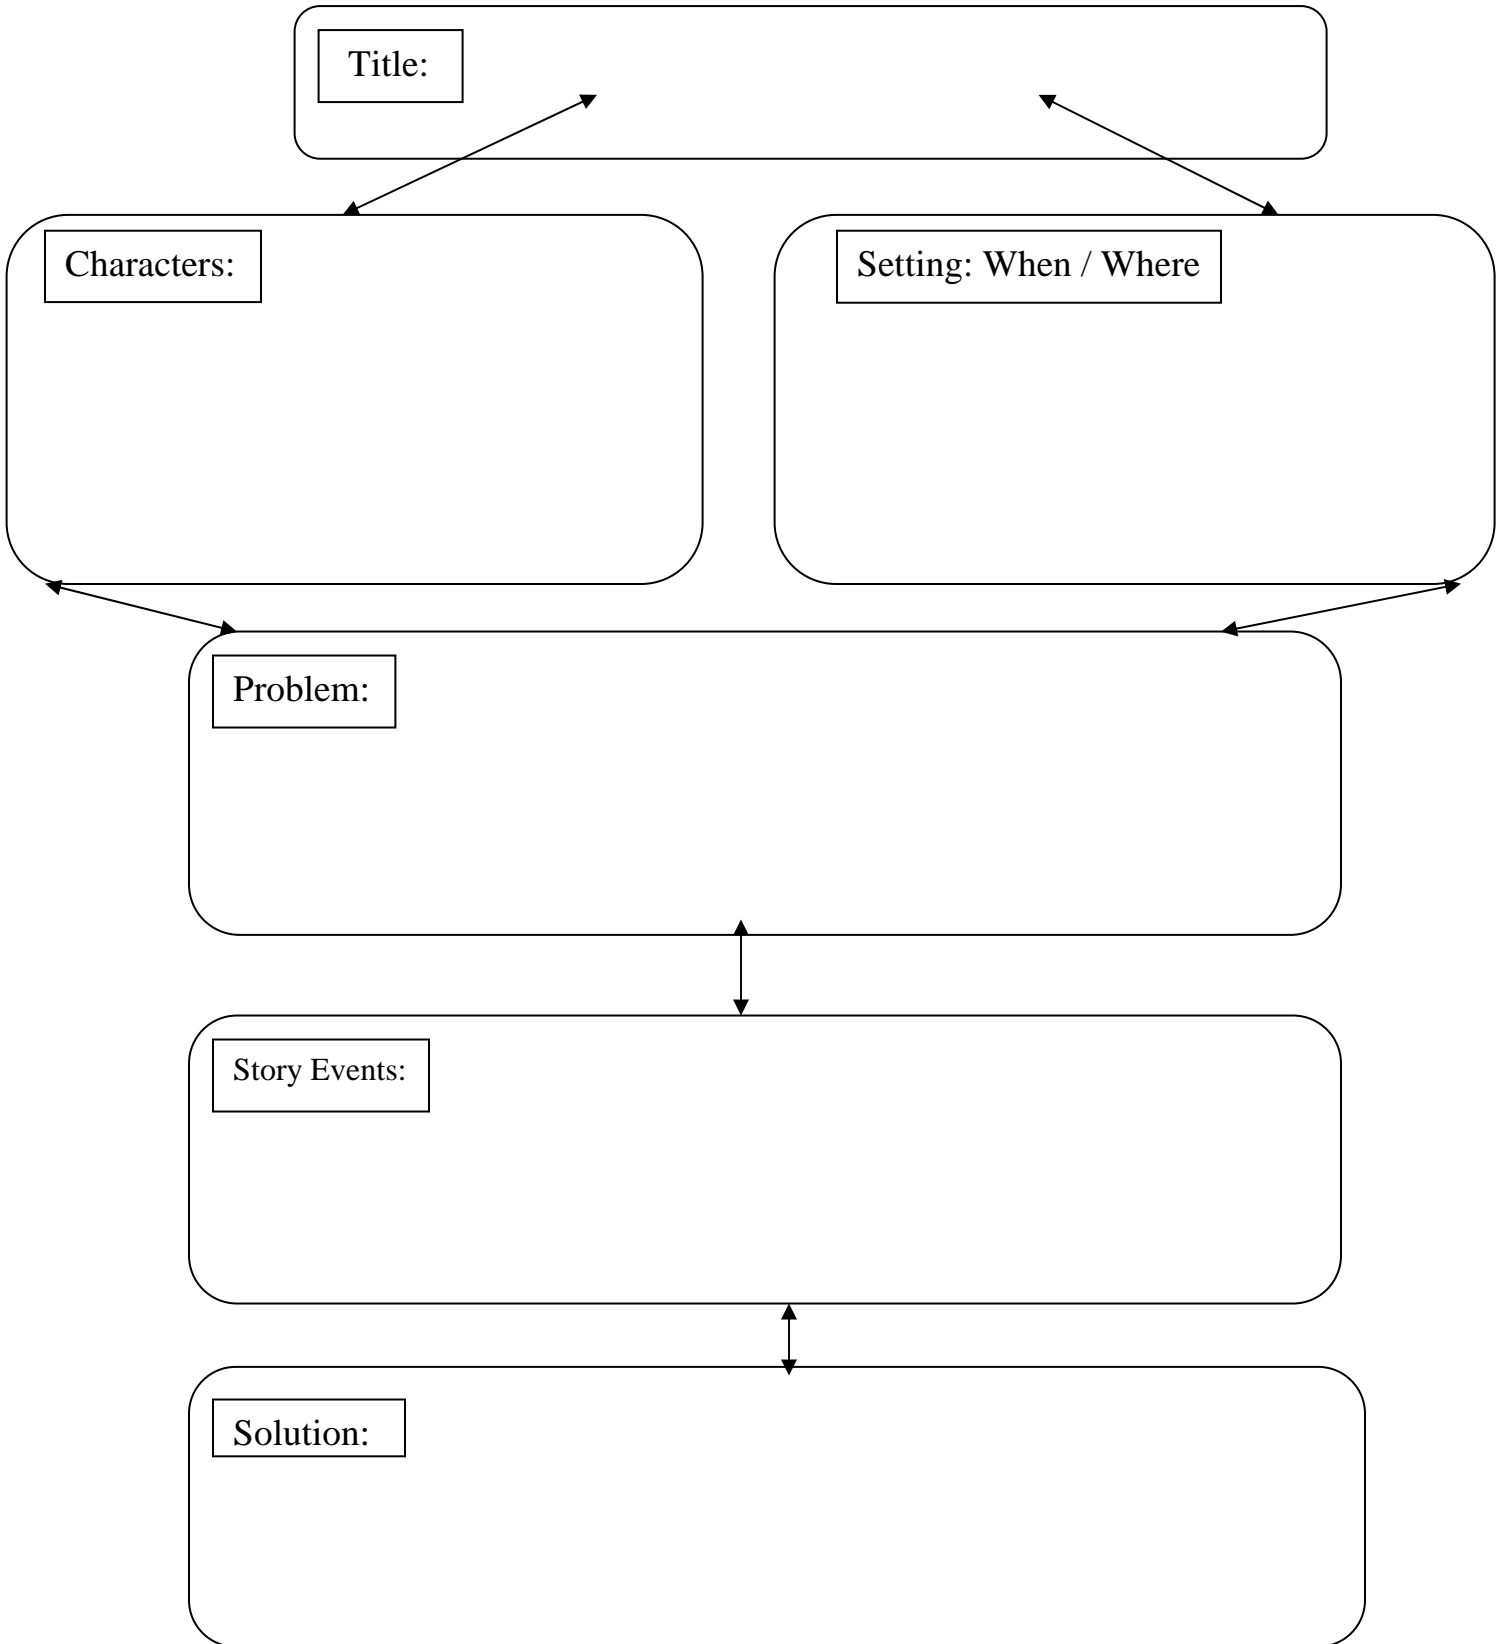 Title:
Characters:
Setting: When / Where
Problem:
Story Events:
Solution: